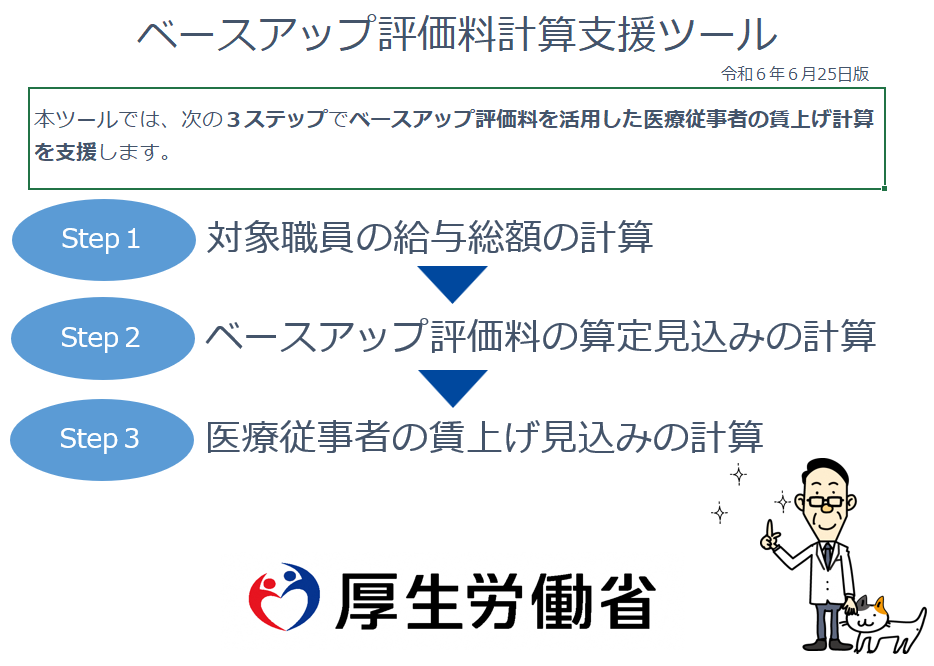 ベースアップ評価料計算支援ツール
令和６年６月25日版
本ツールでは、次の３ステップでベースアップ評価料を活用した医療従事者の賃上げ計算
を支援します。
Step１ 対象職員の給与総額の計算
Step２ ベースアップ評価料の算定見込みの計算
Step３ 医療従事者の賃上げ見込みの計算
厚生労働省